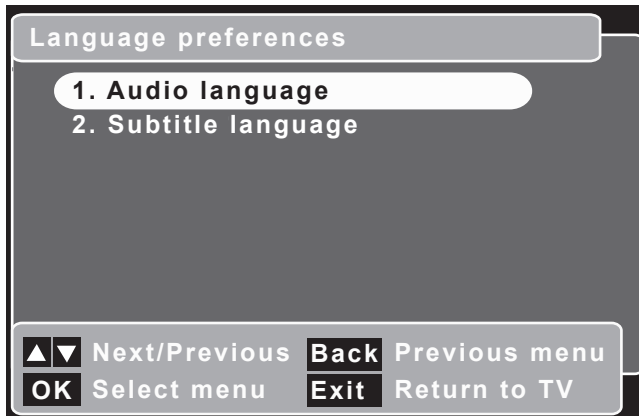 Language preferences
1. Audio language
2. Subtitle language
▲▼ Next/Previous Back Previous menu
OK Select menu Exit Return to TV